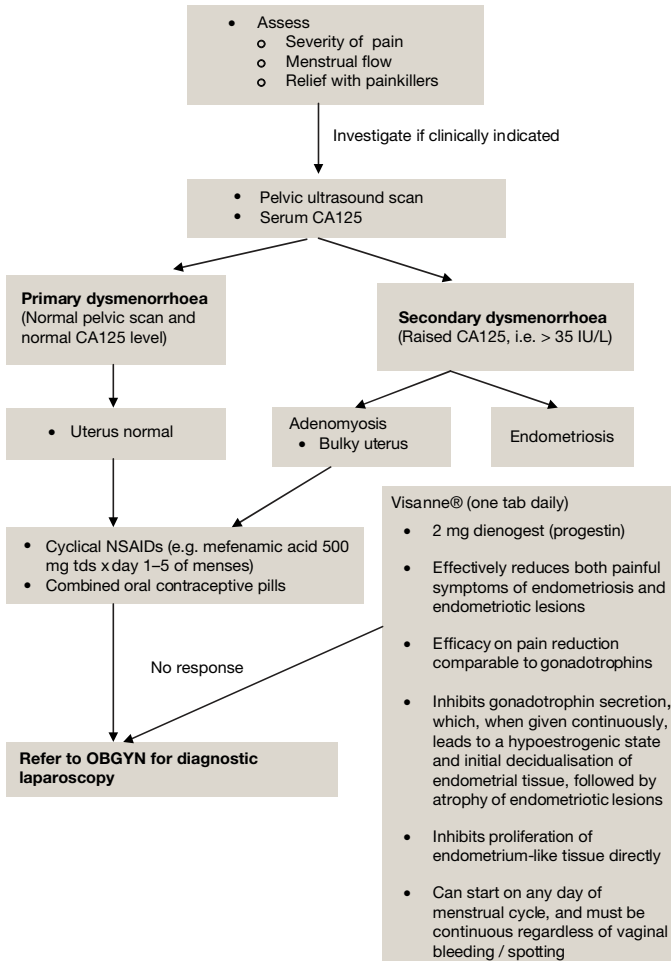 • Assess
o Severity of pain
o Menstrual flow
o Relief with painkillers
Investigate if clinically indicated
• Pelvic ultrasound scan
• Serum CA125
Primary dysmenorrhoea
(Normal pelvic scan and
normal CA125 level)
Secondary dysmenorrhoea
(Raised CA125, i.e. > 35 IU/L)
• Uterus normal
Adenomyosis
• Bulky uterus
Endometriosis
• Cyclical NSAIDs (e.g. mefenamic acid 500
mg tds x day 1–5 of menses)
• Combined oral contraceptive pills
No response
Refer to OBGYN for diagnostic
laparoscopy
Visanne® (one tab daily)
• 2 mg dienogest (progestin)
• Effectively reduces both painful
symptoms of endometriosis and
endometriotic lesions
• Efficacy on pain reduction
comparable to gonadotrophins
• Inhibits gonadotrophin secretion,
which, when given continuously,
leads to a hypoestrogenic state
and initial decidualisation of
endometrial tissue, followed by
atrophy of endometriotic lesions
• Inhibits proliferation of
endometrium-like tissue directly
• Can start on any day of
menstrual cycle, and must be
continuous regardless of vaginal
bleeding / spotting